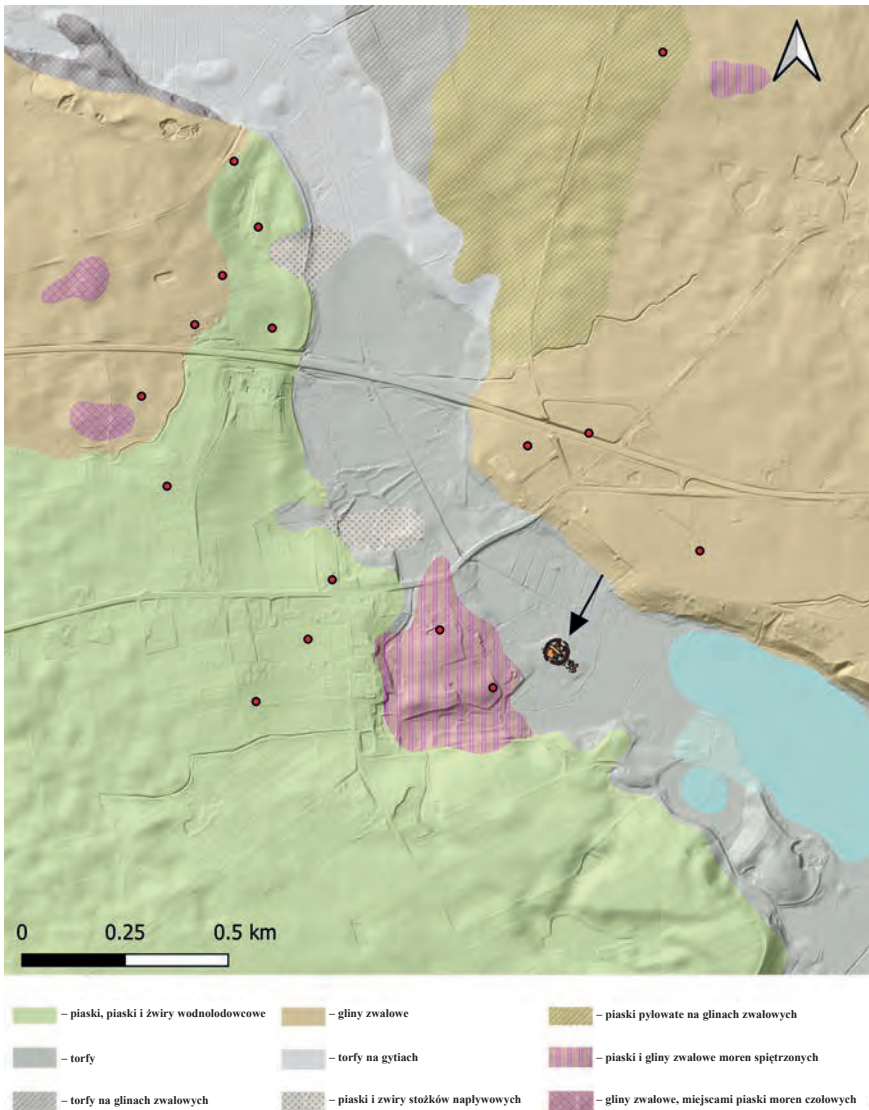 0 0.25 0.5 km
– piaski, piaski i żwiry wodnolodowcowe
– gliny zwałowe
– piaski pyłowate na glinach zwałowych
– torfy
– torfy na gytiach
– piaski i gliny zwałowe moren spiętrzonych
– torfy na glinach zwałowych
– piaski i zwiry stożków napływowych
– gliny zwałowe, miejscami piaski moren czołowych